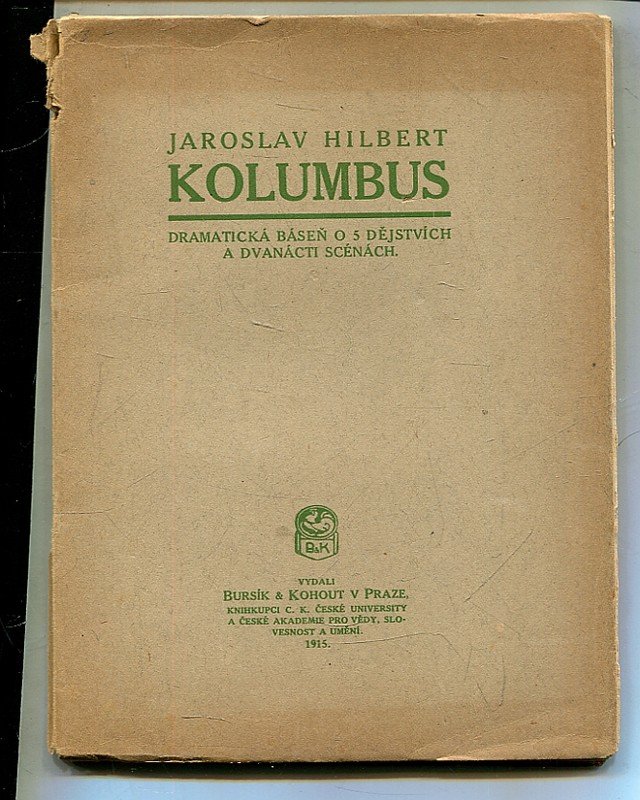 JAROSLAV HILBERT
KOLUMBUS
DRAMATICKÁ BÁSEŇ O 5 DĚJSTVÍCH
A DVANÁCTI SCÉNÁCH.
B&K
VYDALI
BURSÍK & KOHOUT V PRAZE,
KNIHKUPCI C. K. ČESKÉ UNIVERSITY
A ČESKÉ AKADEMIE PRO VĚDY, SLO-
VESNOST A UMĚNÍ.
1915.